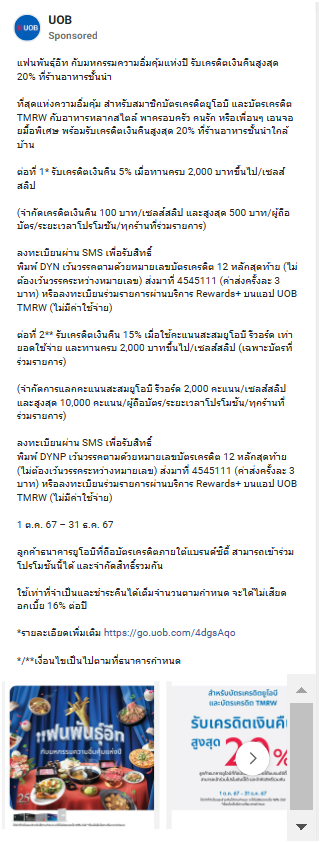 UOB
UOB
Sponsored
แฟนพันธุ์อีท กับมหกรรมความอิ่มคุ้มแห่งปี รับเครดิตเงินคืนสูงสุด
20% ที่ร้านอาหารชั้นนำ
ที่สุดแห่งความอิ่มคุ้ม สำหรับสมาชิกบัตรเครดิตยูโอบี และบัตรเครดิต
TMRW กับอาหารหลากสไตล์ พาครอบครัว คนรัก หรือเพื่อนๆ เอนจอ
ยมื้อพิเศษ พร้อมรับเครดิตเงินคืนสูงสุด 20% ที่ร้านอาหารชั้นนำใกล้
บ้าน
ต่อที่ 1* รับเครดิตเงินคืน 5% เมื่อทานครบ 2,000 บาทขึ้นไป/เซลส์
สลิป
(จำกัดเครดิตเงินคืน 100 บาท/เซลส์สลิป และสูงสุด 500 บาท/ผู้ถือ
บัตร/ระยะเวลาโปรโมชัน/ทุกร้านที่ร่วมรายการ)
ลงทะเบียนผ่าน SMS เพื่อรับสิทธิ์
พิมพ์ DYN เว้นวรรคตามด้วยหมายเลขบัตรเครดิต 12 หลักสุดท้าย (ไม่
ต้องเว้นวรรคระหว่างหมายเลข) ส่งมาที่ 4545111 (ค่าส่งครั้งละ 3
บาท) หรือลงทะเบียนร่วมรายการผ่านบริการ Rewards+ บนแอป UOB
TMRW (ไม่มีค่าใช้จ่าย)
ต่อที่ 2** รับเครดิตเงินคืน 15% เมื่อใช้คะแนนสะสมยูโอบี รีวอร์ด เท่า
ยอดใช้จ่าย และทานครบ 2,000 บาทขึ้นไป/เซลส์สลิป (เฉพาะบัตรที่
ร่วมรายการ)
(จำกัดการแลกคะแนนสะสมยูโอบี รีวอร์ด 2,000 คะแนน/เซลส์สลิป
และสูงสุด 10,000 คะแนน/ผู้ถือบัตร/ระยะเวลาโปรโมชัน/ทุกร้านที่
ร่วมรายการ)
ลงทะเบียนผ่าน SMS เพื่อรับสิทธิ์
พิมพ์ DYNP เว้นวรรคตามด้วยหมายเลขบัตรเครดิต 12 หลักสุดท้าย
(ไม่ต้องเว้นวรรคระหว่างหมายเลข) ส่งมาที่ 4545111 (ค่าส่งครั้งละ 3
บาท) หรือลงทะเบียนร่วมรายการผ่านบริการ Rewards+ บนแอป UOB
TMRW (ไม่มีค่าใช้จ่าย)
1 ต.ค. 67 – 31 ธ.ค. 67
ลูกค้าธนาคารยูโอบีที่ถือบัตรเครดิตภายใต้แบรนด์ซิตี้ สามารถเข้าร่วม
โปรโมชันนี้ได้ และจำกัดสิทธิ์รวมกัน
ใช้เท่าที่จำเป็นและชำระคืนได้เต็มจำนวนตามกำหนด จะได้ไม่เสียด
อกเบี้ย 16% ต่อปี
*รายละเอียดเพิ่มเติม https://go.uob.com/4dgsAqo
*/**เงื่อนไขเป็นไปตามที่ธนาคารกำหนด
แฟนพันธุ์อีท
กับมหกรรมความอิ่มคุ้มแห่งปี
สำหรับบัตรเครดิตยูโอบี
และบัตรเครดิต TMRW
รับเครดิตเงินคื
สูงสุด 20%
1 ต.ค. 67 - 31 ธ.ค. 67